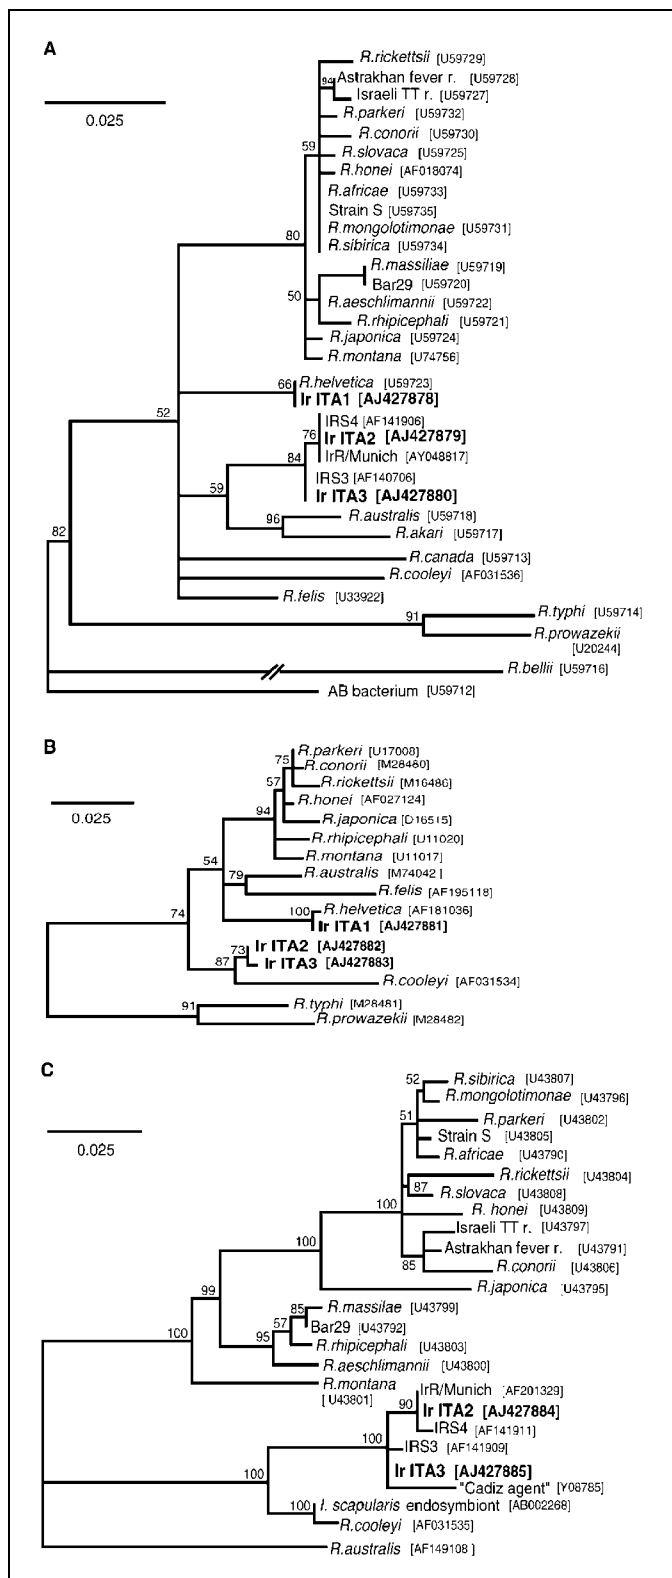 A
R.rickettsii [U59729]
94 Astrakhan fever r. [U59728]
Israeli TT r. [U59727]
0.025
R.parkeri [U59732]
R.conorii [U59730]
59 R.slovaca [U59725]
R.honei [AF018074]
R.africae [U59733]
Strain S [U59735]
R.mongolotimonae [U59731]
80 R.sibirica [U59734]
R.massiliae [U59719]
Bar29 [U59720]
50 R.aeschlimannii [U59722]
R.rhipicephali [U59721]
R.japonica [U59724]
R.montana [U74756]
66 R.helvetica [U59723]
Ir ITA1 [AJ427878]
52 IRS4 [AF141906]
76 Ir ITA2 [AJ427879]
IrR/Munich [AY048817]
84
IRS3 [AF140706]
59 Ir ITA3 [AJ427880]
96 R.australis [U59718]
82 R.akari [U59717]
R.canada [U59713]
R.cooleyi [AF031536]
R.felis [U33922]
91 R.typhi [U59714]
R.prowazekii
[U20244]
R.bellii [U59716]
AB bacterium [U59712]
B
R.parkeri [U17008]
75 R.conorii [M28480]
57 R.rickettsii [M16486]
R.honei [AF027124]
0.025
94 R.japonica [D16515]
R.rhipicephali [U11020]
R.montana [U11017]
54 R.australis [M74042]
79 R.felis [AF195118]
74 100 R.helvetica [AF181036]
Ir ITA1 [AJ427881]
73 Ir ITA2 [AJ427882]
87 Ir ITA3 [AJ427883]
R.cooleyi [AF031534]
91 R.typhi [M28481]
R.prowazekii [M28482]
C
52 R.sibirica [U43807]
R.mongolotimonae [U43796]
51 R.parkeri [U43802]
Strain S [U43805]
0.025
R.africae [U43790]
R.rickettsii [U43804]
87 R.slovaca [U43808]
100 R. honei [U43809]
Israeli TT r. [U43797]
100 Astrakhan fever r. [U43791]
85 R.conorii [U43806]
R.japonica [U43795]
99 85 R.massilae [U43799]
57 Bar29 [U43792]
100 95 R.rhipicephali [U43803]
R.aeschlimannii [U43800]
R.montana
[U43801]
IrR/Munich [AF201329]
90 Ir ITA2 [AJ427884]
IRS4 [AF141911]
100 IRS3 [AF141909]
Ir ITA3 [AJ427885]
100 "Cadiz agent" [Y08785]
100 I. scapularis endosymbiont [AB002268]
R.cooleyi [AF031535]
R.australis [AF149108]